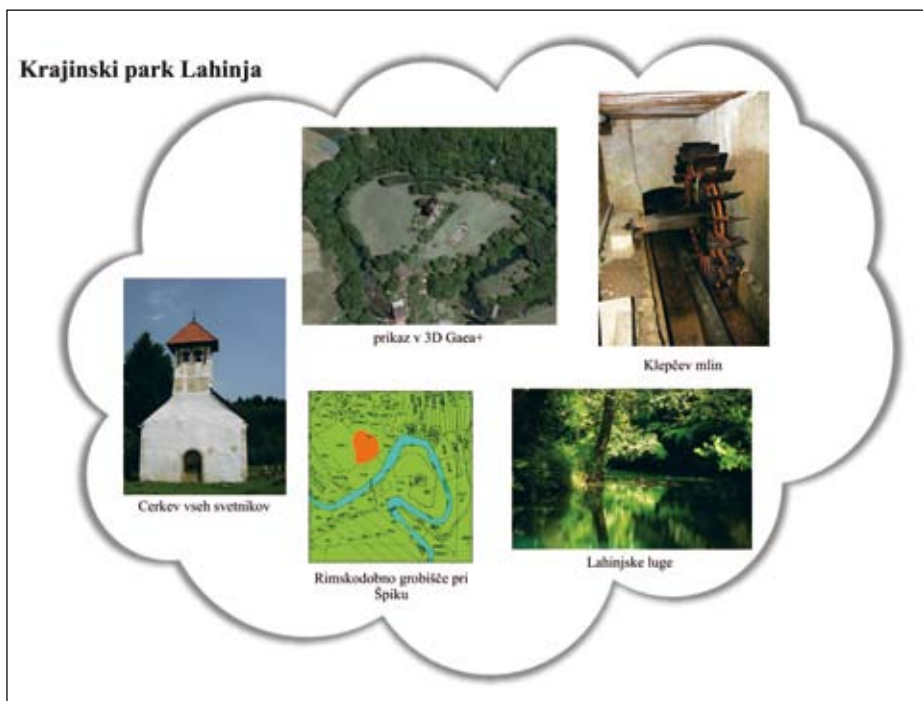 Krajinski park Lahinja
prikaz v 3D Gaea+
Klepčev mlin
Cerkev vseh svetnikov
Rimskodobno grobišče pri
Špiku
Lahinjske luge